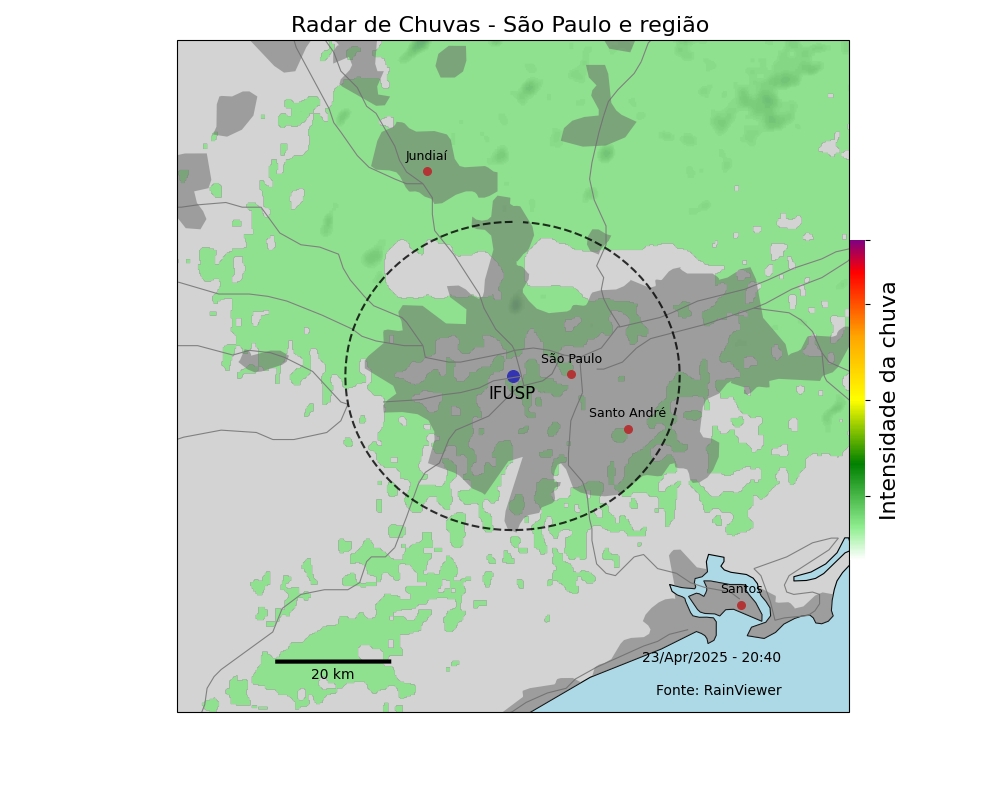 Radar de Chuvas - São Paulo e região
Jundiaí
São Paulo
IFUSP
Santo André
Santos
23/Apr/2025 - 20:40
20 km
Fonte: RainViewer
Intensidade da chuva